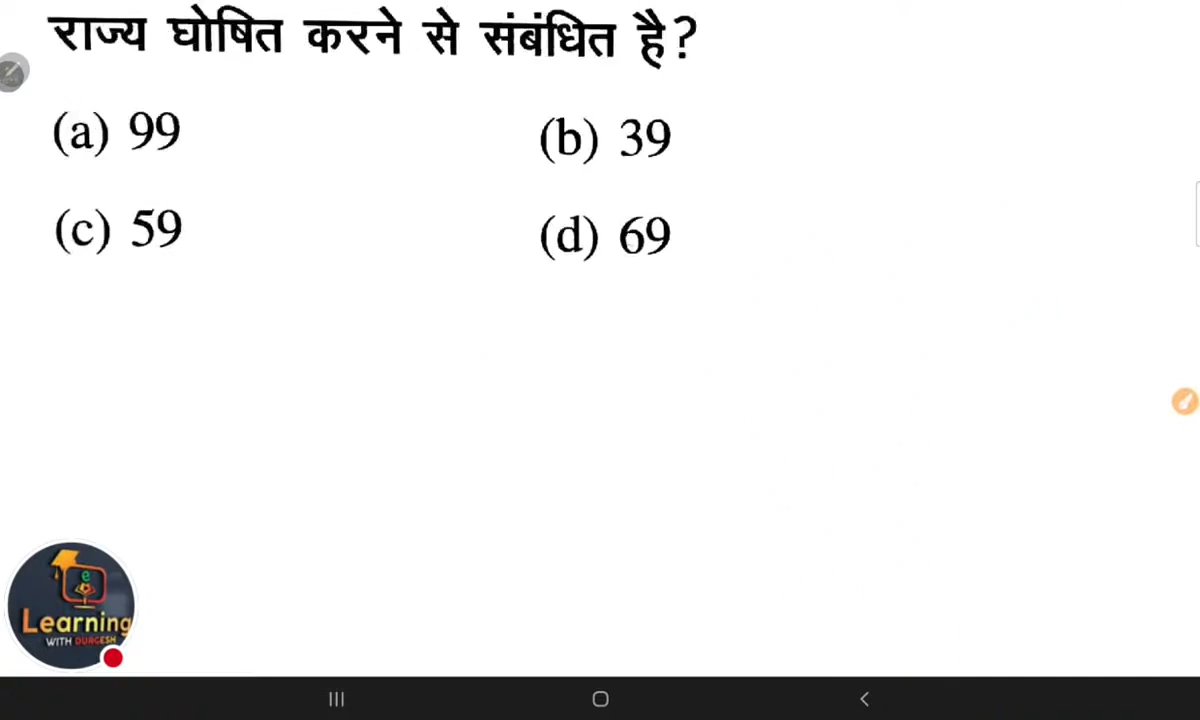 राज्य घोषित करने से संबंधित है?
(a) 99 (b) 39
(c) 59 (d) 69
e
Learning
WITH DURGESH